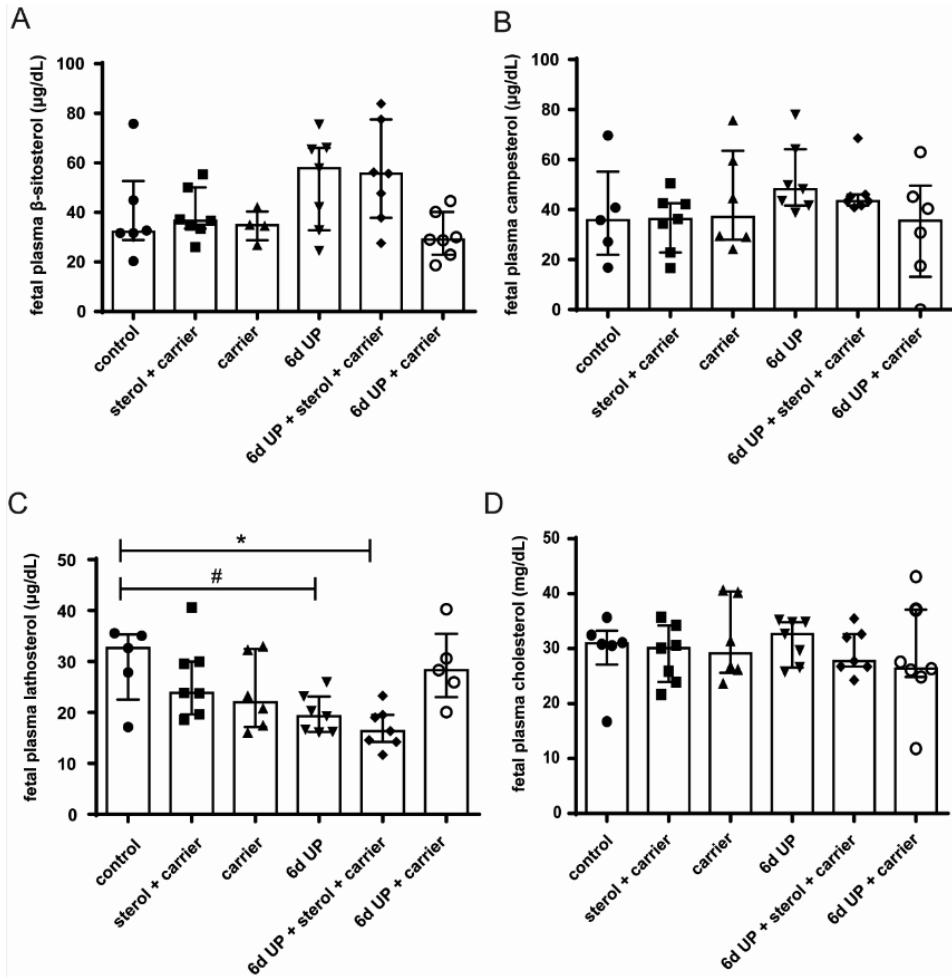 A
fetal plasma β-sitosterol (µg/dL)
100
80
60
40
20
0
control
sterol + carrier
carrier
6d UP
6d UP + sterol + carrier
6d UP + carrier
B
fetal plasma campesterol (µg/dL)
100
80
60
40
20
0
control
sterol + carrier
carrier
6d UP
6d UP + sterol + carrier
6d UP + carrier
C
fetal plasma lathosterol (µg/dL)
50
40
30
20
10
0
*
#
control
sterol + carrier
carrier
6d UP
6d UP + sterol + carrier
6d UP + carrier
D
fetal plasma cholesterol (mg/dL)
50
40
30
20
10
0
control
sterol + carrier
carrier
6d UP
6d UP + sterol + carrier
6d UP + carrier